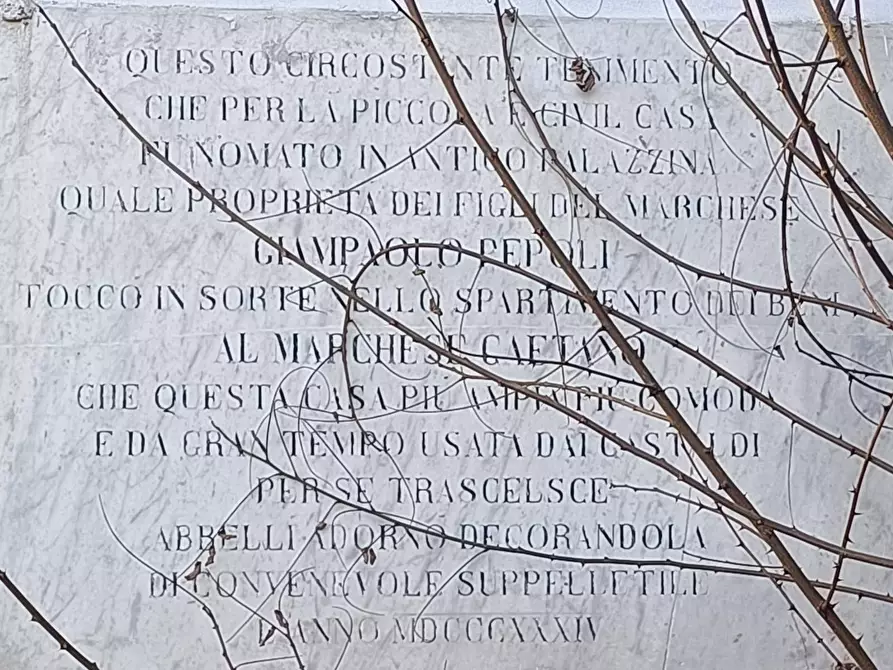 QUESTO CIRCOSTANTE TENIMENTO
CHE PER LA PICCOLA E CIVIL CASA
FU NOMATO IN ANTICO PALAZZINA
QUALE PROPRIETA DEI FIGLI DEL MARCHESE
GIAMPAOLO PEPOLI
TOCCO IN SORTE NELLO SPARTIMENTO DEI BENI
AL MARCHESE GAETANO
CHE QUESTA CASA PIU AMPIA PIU COMODA
E DA GRAN TEMPO USATA DAI CASTALDI
PER SE TRASCELSCE
ABBELLI ADORNO DECORANDOLA
DI CONVENEVOLE SUPPELLETILE
L'ANNO MDCCCXXXIV